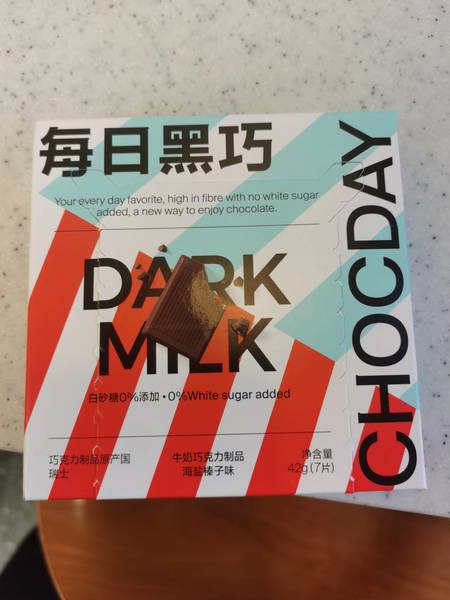 每日黑巧
Your every day favorite, high in fibre with no white sugar
added, a new way to enjoy chocolate.
DARK
MILK
白砂糖0%添加 • 0%White sugar added
巧克力制品原产国
瑞士
牛奶巧克力制品
海盐榛子味
净含量
42g(7片)
CHOCDAY